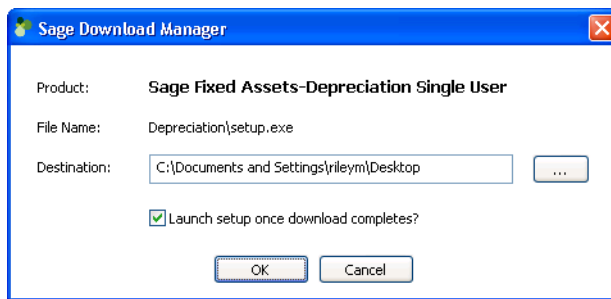 Sage Download Manager
Product: Sage Fixed Assets-Depreciation Single User
File Name: Depreciation\setup.exe
Destination: C:\Documents and Settings\rileym\Desktop ...
Launch setup once download completes?
OK Cancel